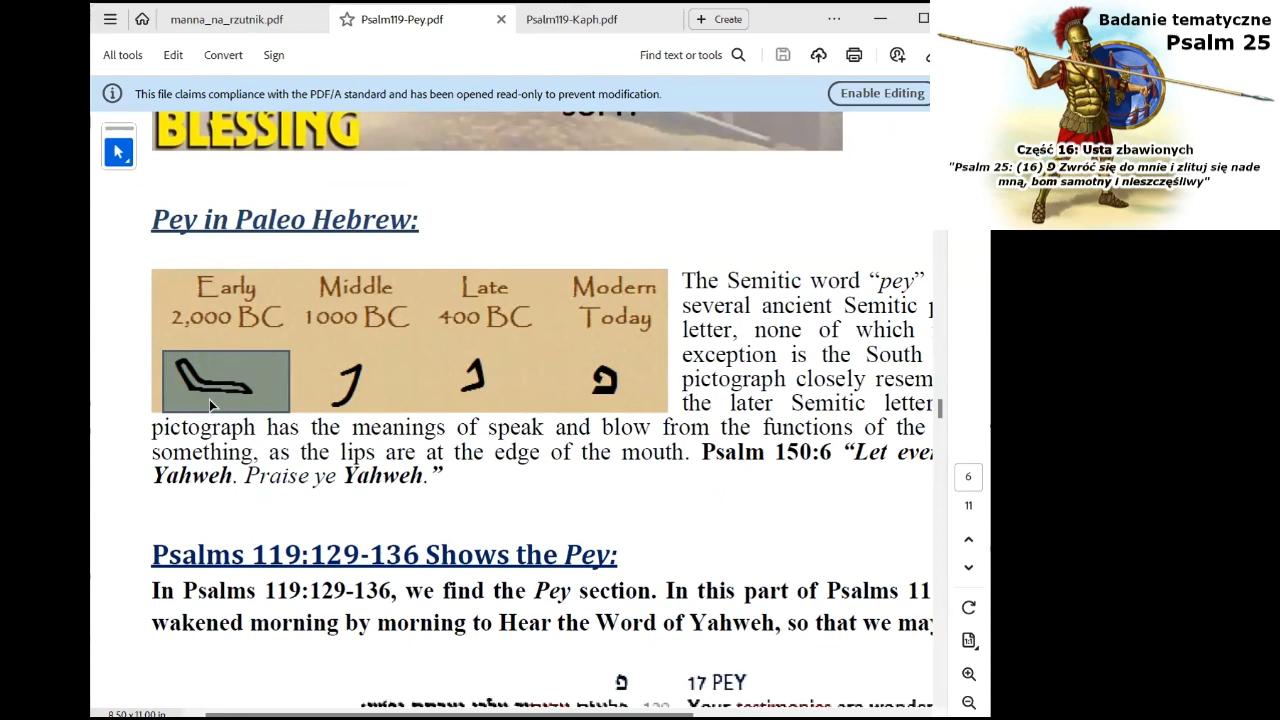 manna_na_rzutnik.pdf
Psalm119-Pey.pdf
Psalm119-Kaph.pdf
Create
All tools
Edit
Convert
Sign
Find text or tools
This file claims compliance with the PDF/A standard and has been opened read-only to prevent modification.
Enable Editing
Badanie tematyczne
Psalm 25
Część 16: Usta zbawionych
"Psalm 25: (16) פ Zwróć się do mnie i zlituj się nade
mną, bom samotny i nieszczęśliwy"
BLESSING
Pey in Paleo Hebrew:
Early Middle Late Modern
2,000 BC 1000 BC 400 BC Today
פ
The Semitic word “pey”
several ancient Semitic
letter, none of which
exception is the South
pictograph closely
the later Semitic
pictograph has the meanings of speak and blow from the functions of the
something, as the lips are at the edge of the mouth. Psalm 150:6 “Let
Yahweh. Praise ye Yahweh.”
Psalms 119:129-136 Shows the Pey:
In Psalms 119:129-136, we find the Pey section. In this part of Psalms
wakened morning by morning to Hear the Word of Yahweh, so that we
פ 17 PEY
Your testimonies are
6
11
8.50 x 11.00 in